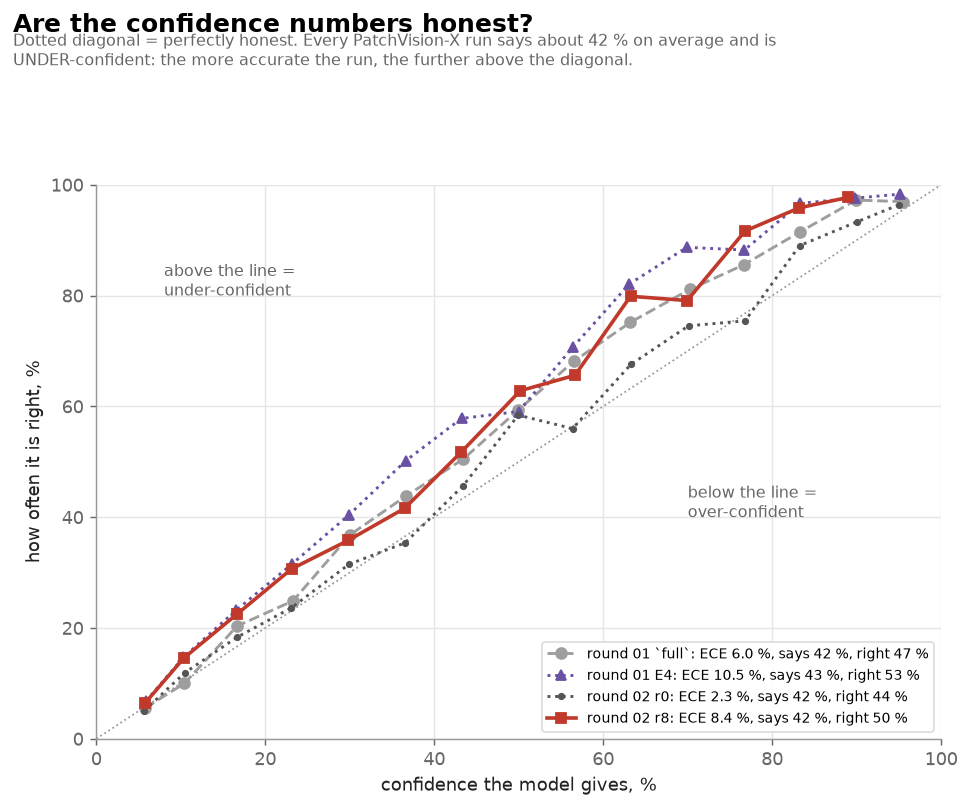 Are the confidence numbers honest?
Dotted diagonal = perfectly honest. Every PatchVision-X run says about 42 % on average and is
UNDER-confident: the more accurate the run, the further above the diagonal.
100
80
60
40
20
0
how often it is right, %
above the line =
under-confident
below the line =
over-confident
round 01 `full`: ECE 6.0 %, says 42 %, right 47 %
round 01 E4: ECE 10.5 %, says 43 %, right 53 %
round 02 r0: ECE 2.3 %, says 42 %, right 44 %
round 02 r8: ECE 8.4 %, says 42 %, right 50 %
0 20 40 60 80 100
confidence the model gives, %